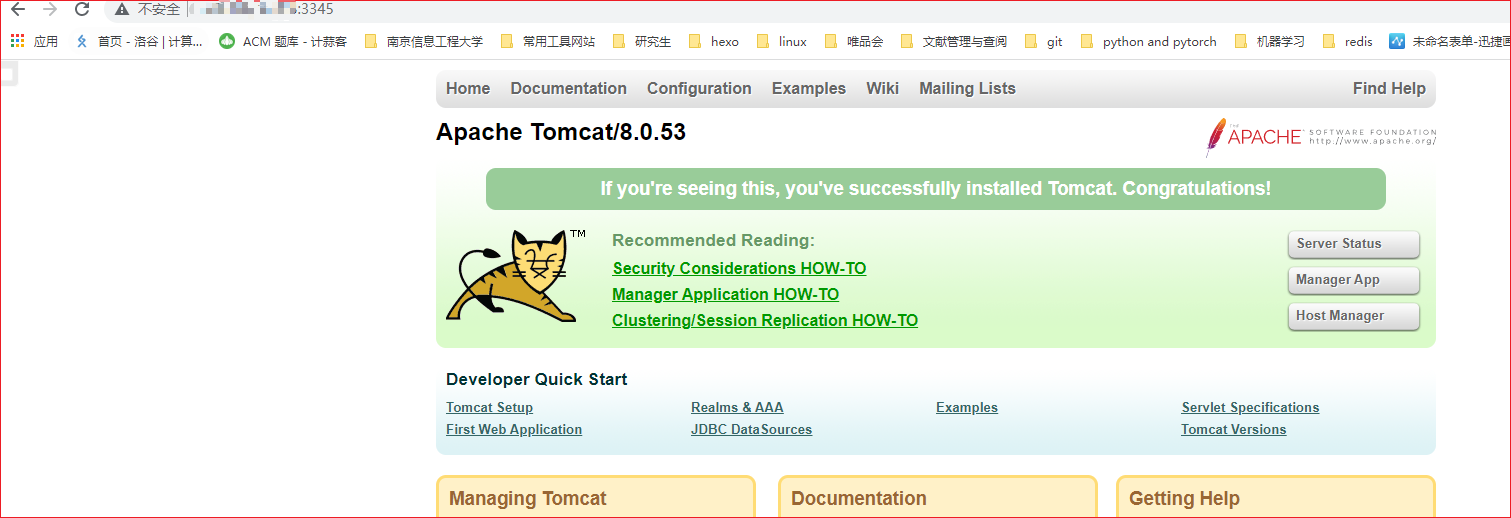 不安全 | :3345
应用 首页 - 洛谷 | 计算... ACM 题库 - 计蒜客 南京信息工程大学 常用工具网站 研究生 hexo linux 唯品会 文献管理与查阅 git python and pytorch 机器学习 redis 未命名表单-迅捷画
Home Documentation Configuration Examples Wiki Mailing Lists Find Help
Apache Tomcat/8.0.53
THE APACHE™ SOFTWARE FOUNDATION
http://www.apache.org/
If you're seeing this, you've successfully installed Tomcat. Congratulations!
TM
Recommended Reading:
Security Considerations HOW-TO
Manager Application HOW-TO
Clustering/Session Replication HOW-TO
Server Status
Manager App
Host Manager
Developer Quick Start
Tomcat Setup Realms & AAA Examples Servlet Specifications
First Web Application JDBC DataSources Tomcat Versions
Managing Tomcat Documentation Getting Help